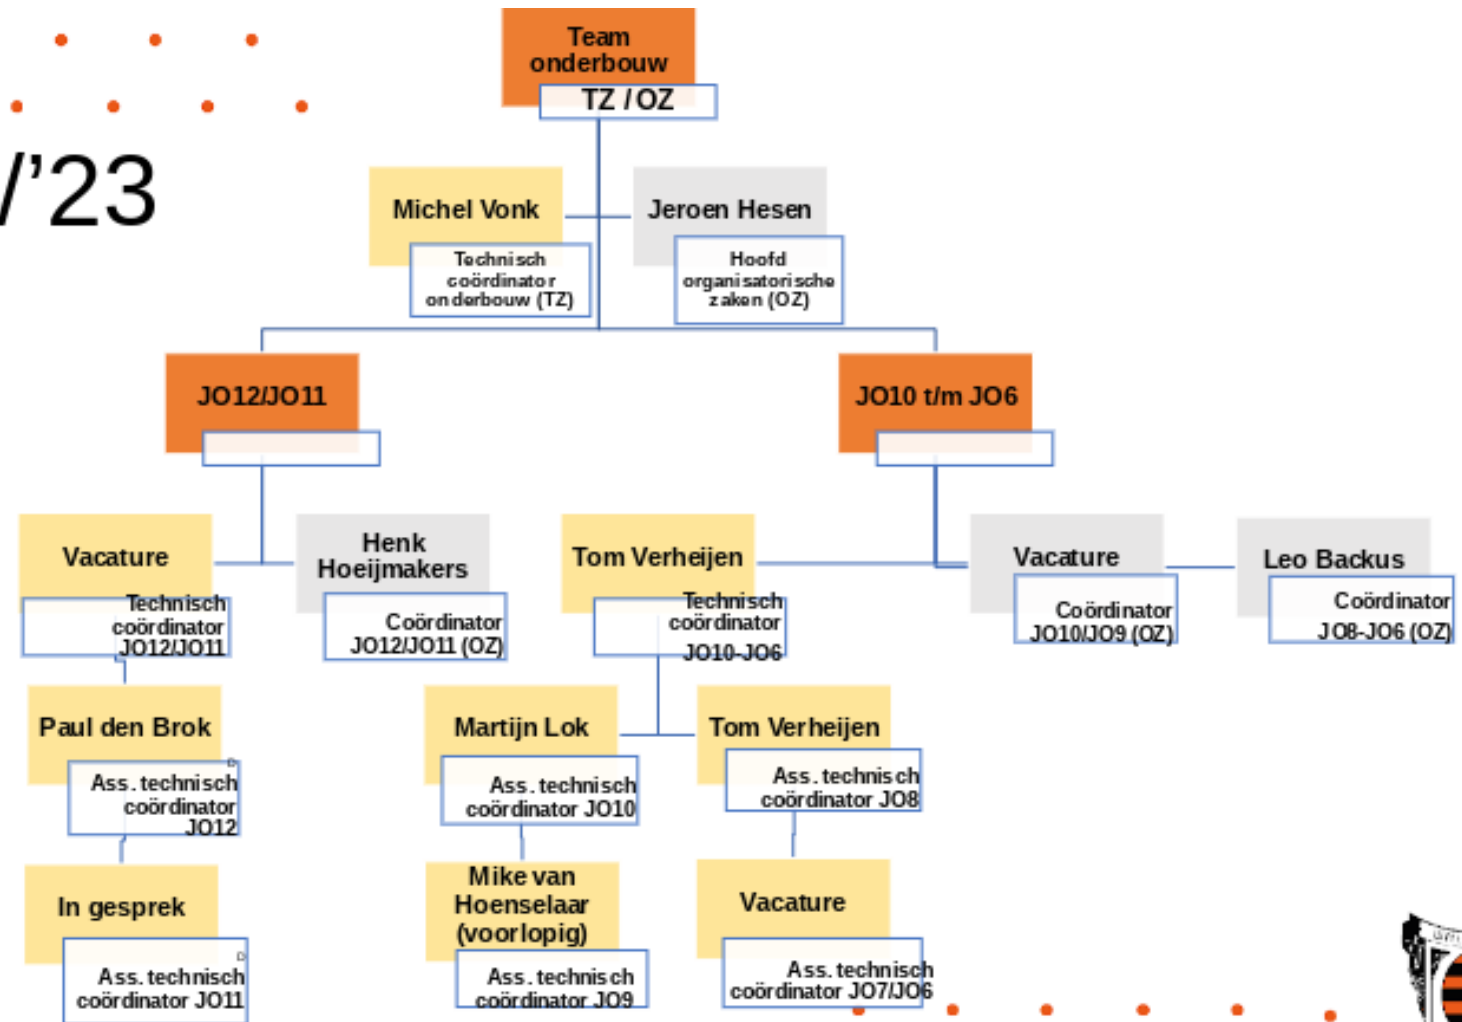 Team
onderbouw
TZ / OZ
/’23
Michel Vonk
Technisch
coördinator
onderbouw (TZ)
Jeroen Hesen
Hoofd
organisatorische
zaken (OZ)
JO12/JO11
JO10 t/m JO6
Vacature
Technisch
coördinator
JO12/JO11
Henk
Hoeijmakers
Coördinator
JO12/JO11 (OZ)
Tom Verheijen
Technisch
coördinator
JO10-JO6
Vacature
Coördinator
JO10/JO9 (OZ)
Leo Backus
Coördinator
JO8-JO6 (OZ)
Paul den Brok
Ass. technisch
coördinator
JO12
Martijn Lok
Ass. technisch
coördinator JO10
Tom Verheijen
Ass. technisch
coördinator JO8
In gesprek
Ass. technisch
coördinator JO11
Mike van
Hoenselaar
(voorlopig)
Ass. technisch
coördinator JO9
Vacature
Ass. technisch
coördinator JO7/JO6